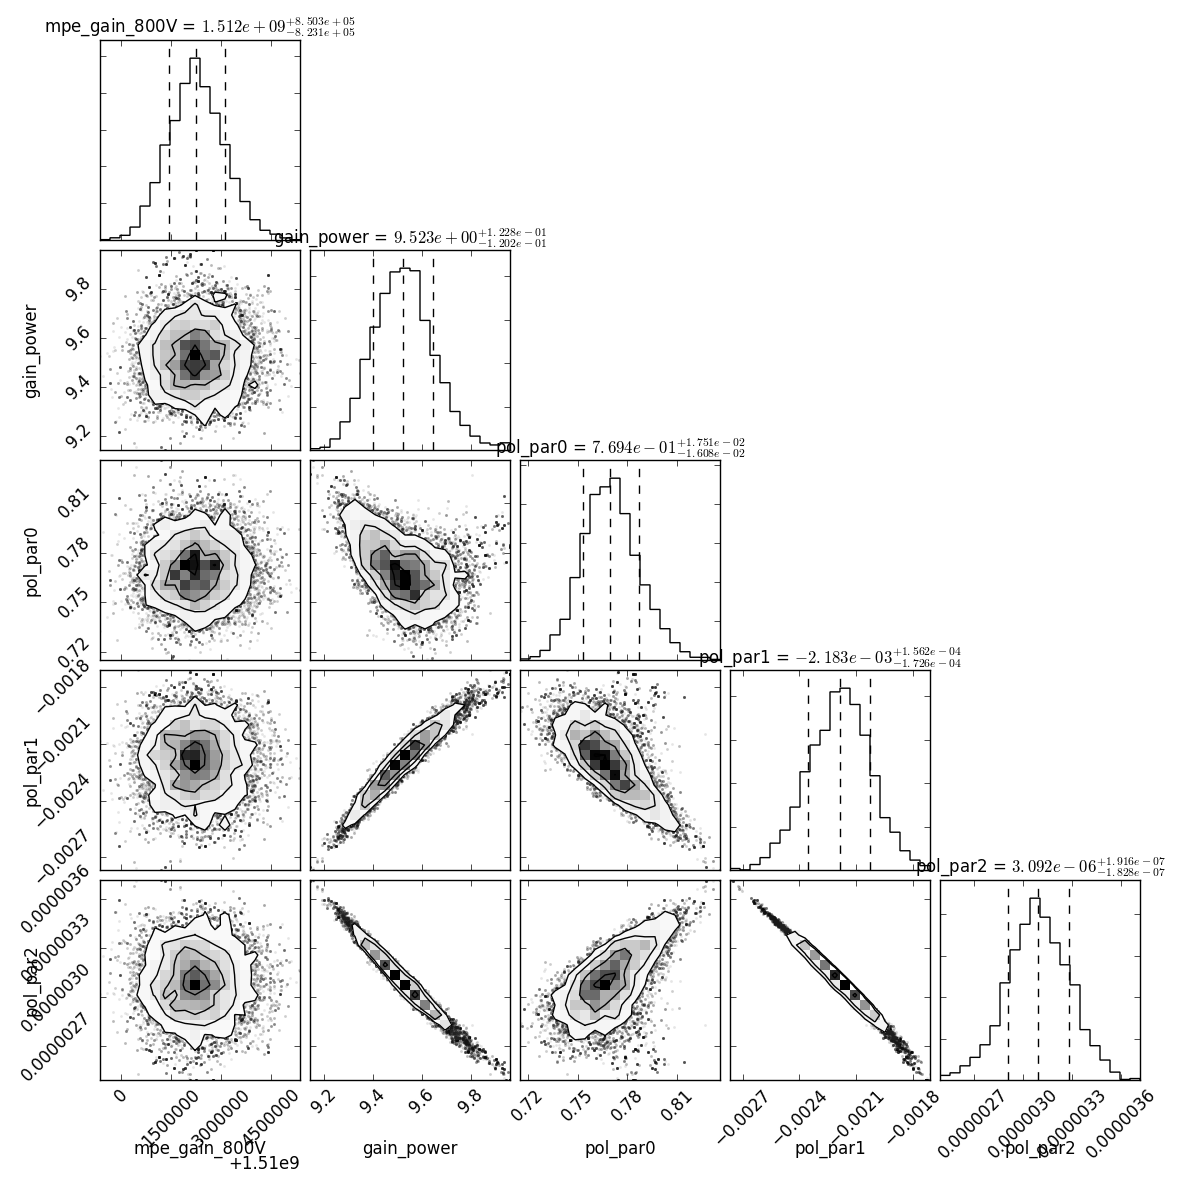 mpe_gain_800V = 1.512e+09 +8.503e+05 −8.231e+05
gain_power = 9.523e+00 +1.228e−01 −1.202e−01
9.8
9.6
9.4
9.2
gain_power
pol_par0 = 7.694e−01 +1.751e−02 −1.608e−02
0.81
0.78
0.75
0.72
pol_par0
pol_par1 = −2.183e−03 +1.562e−04 −1.726e−04
−0.0018
−0.0021
−0.0024
−0.0027
pol_par1
pol_par2 = 3.092e−06 +1.916e−07 −1.828e−07
0.0000036
0.0000033
0.0000030
0.0000027
pol_par2
0 1500000 3000000 4500000
+1.51e9
mpe_gain_800V
9.2 9.4 9.6 9.8
gain_power
0.72 0.75 0.78 0.81
pol_par0
−0.0027 −0.0024 −0.0021 −0.0018
pol_par1
0.0000027 0.0000030 0.0000033 0.0000036
pol_par2